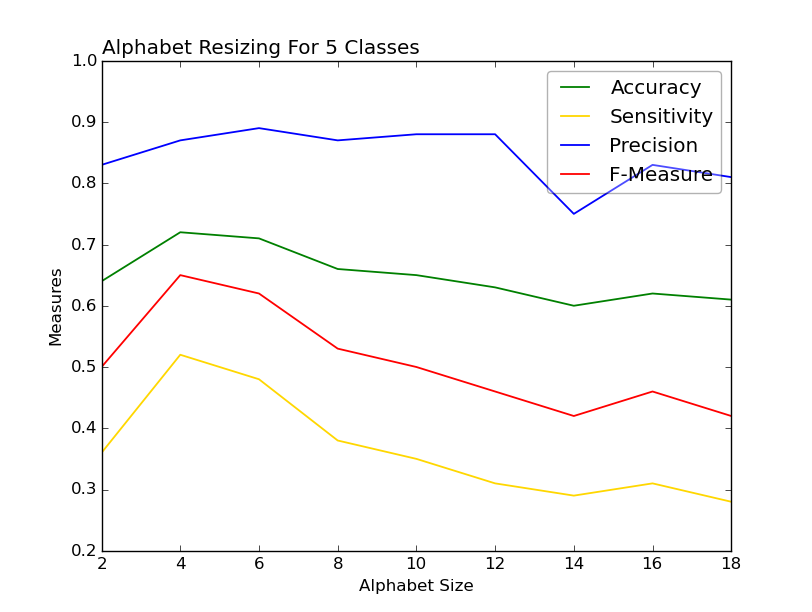 Alphabet Resizing For 5 Classes
1.0
0.9
0.8
0.7
0.6
0.5
0.4
0.3
0.2
Measures
Accuracy
Sensitivity
Precision
F-Measure
2 4 6 8 10 12 14 16 18
Alphabet Size